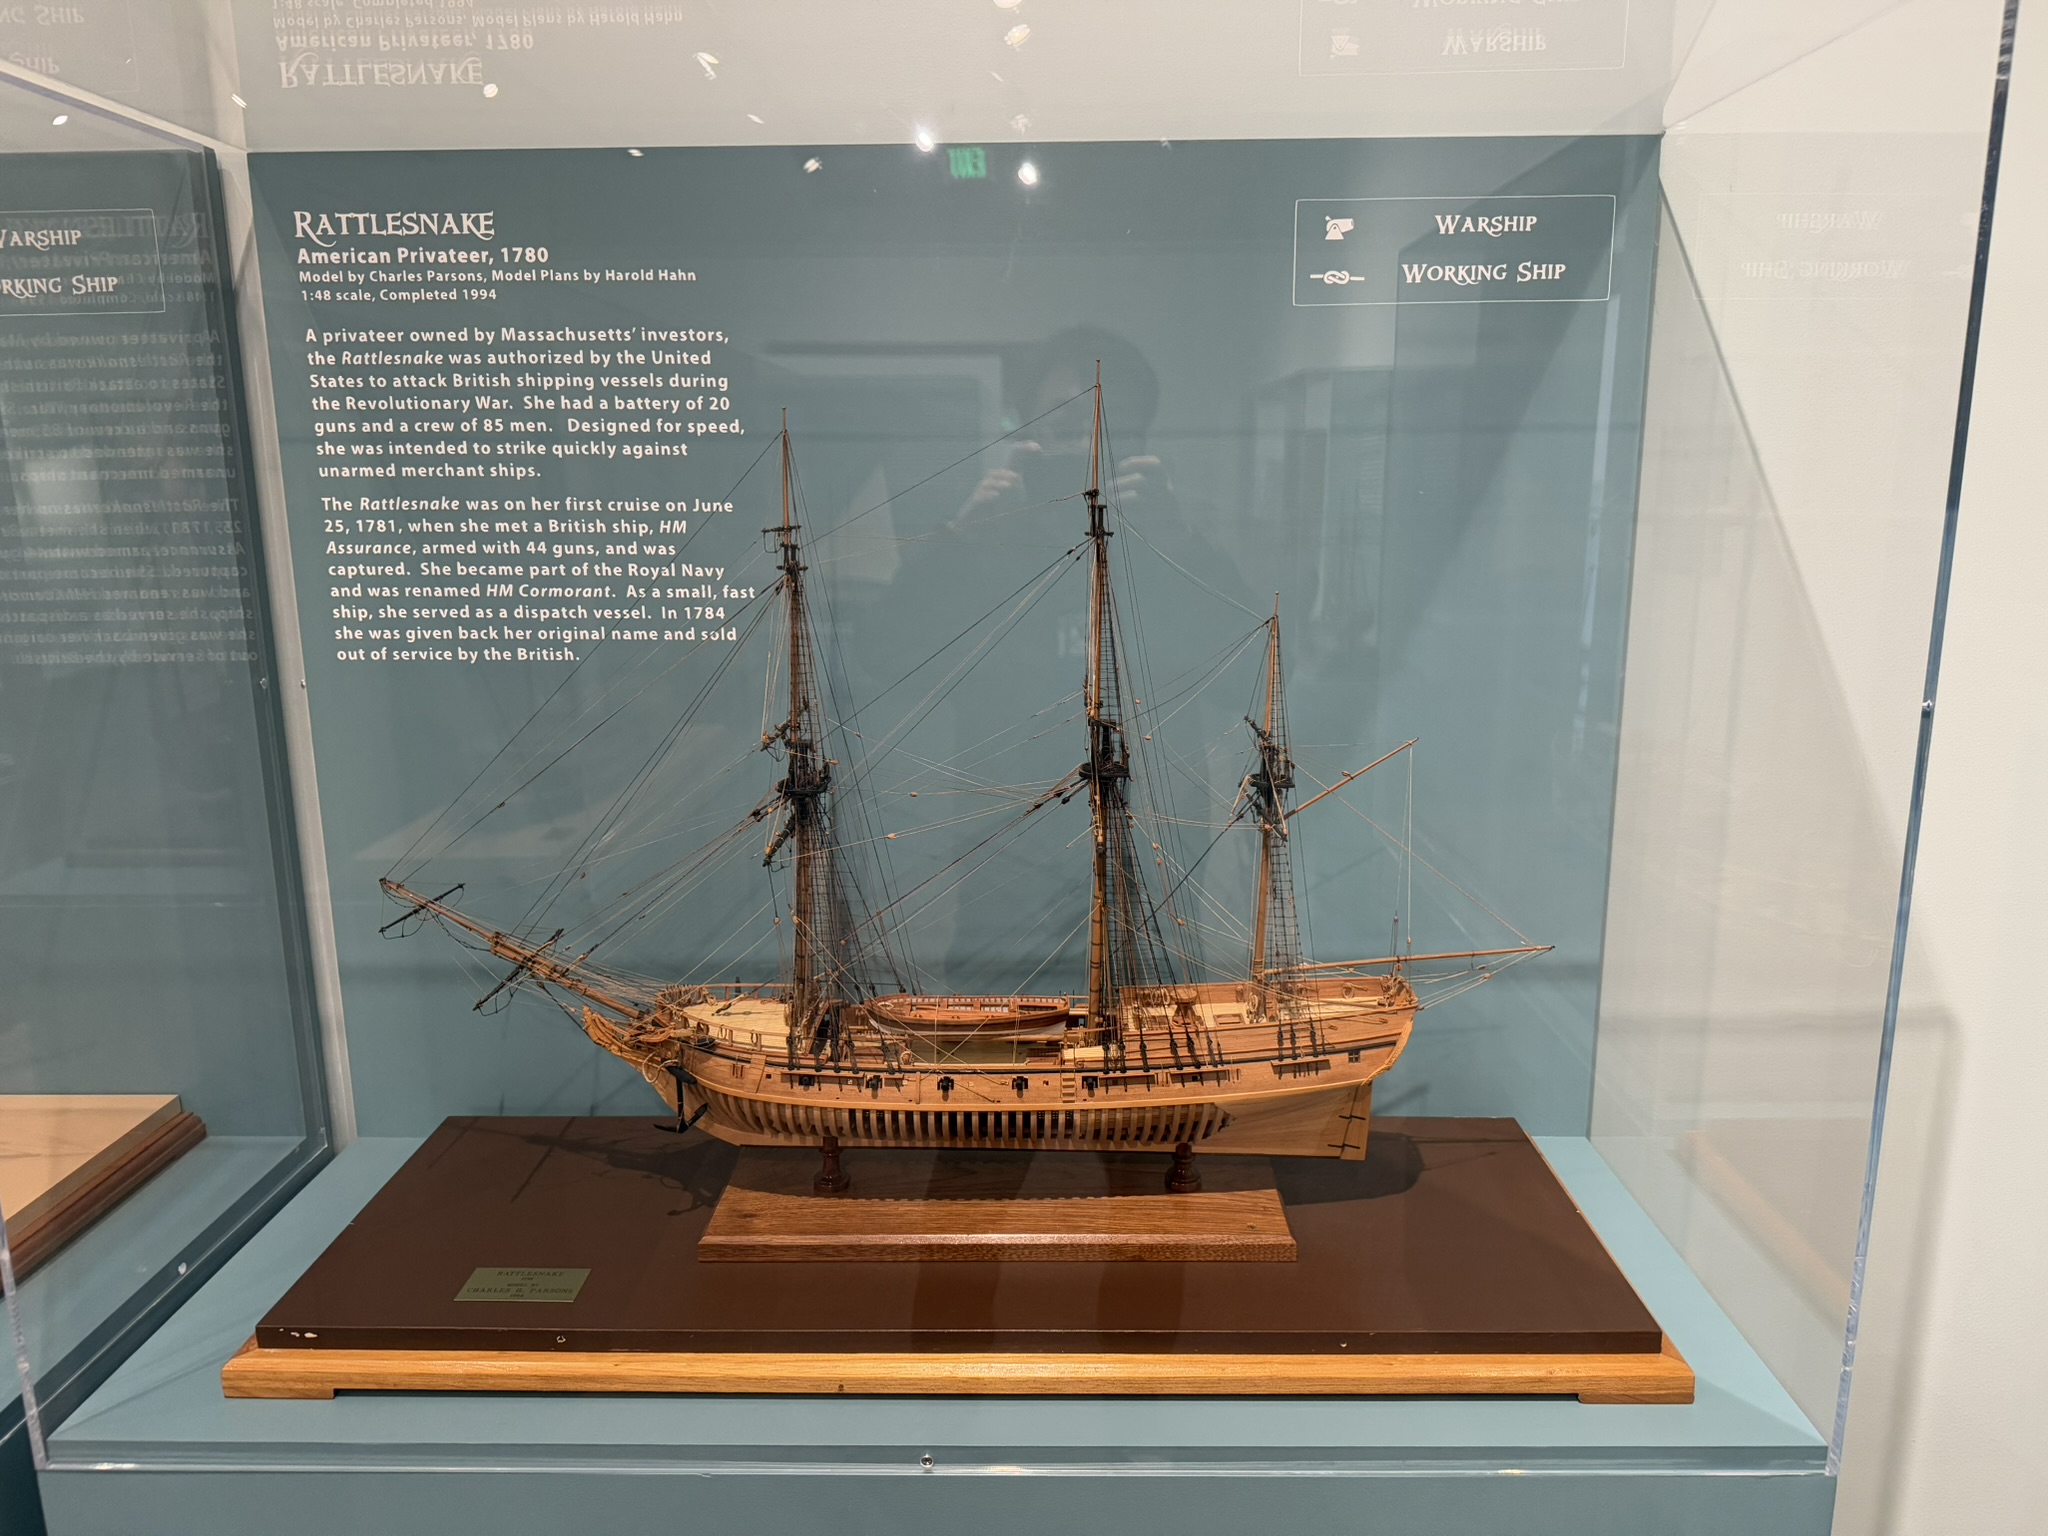 RATTLESNAKE
American Privateer, 1780
Model by Charles Parsons, Model Plans by Harold Hahn
1:48 scale, Completed 1994
A privateer owned by Massachusetts' investors,
the Rattlesnake was authorized by the United
States to attack British shipping vessels during
the Revolutionary War.  She had a battery of 20
guns and a crew of 85 men.  Designed for speed,
she was intended to strike quickly against
unarmed merchant ships.
The Rattlesnake was on her first cruise on June
25, 1781, when she met a British ship, HM
Assurance, armed with 44 guns, and was
captured.  She became part of the Royal Navy
and was renamed HM Cormorant.  As a small, fast
ship, she served as a dispatch vessel.  In 1784
she was given back her original name and sold
out of service by the British.
WARSHIP
WORKING SHIP
WARSHIP
RKING SHIP
EXIT
RATTLESNAKE
MODEL BY
CHARLES H. PARSONS